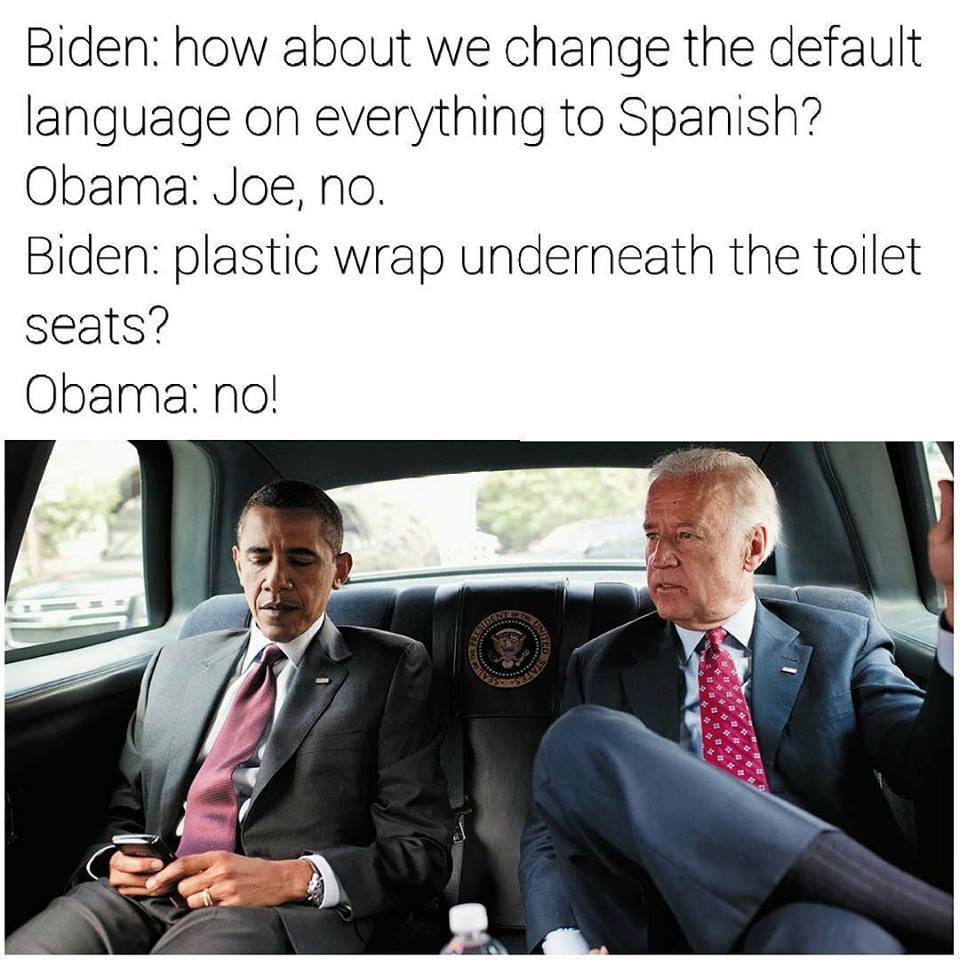 Biden: how about we change the default
language on everything to Spanish?
Obama: Joe, no.
Biden: plastic wrap underneath the toilet
seats?
Obama: no!
PRESIDENT OF THE UNITED STATES